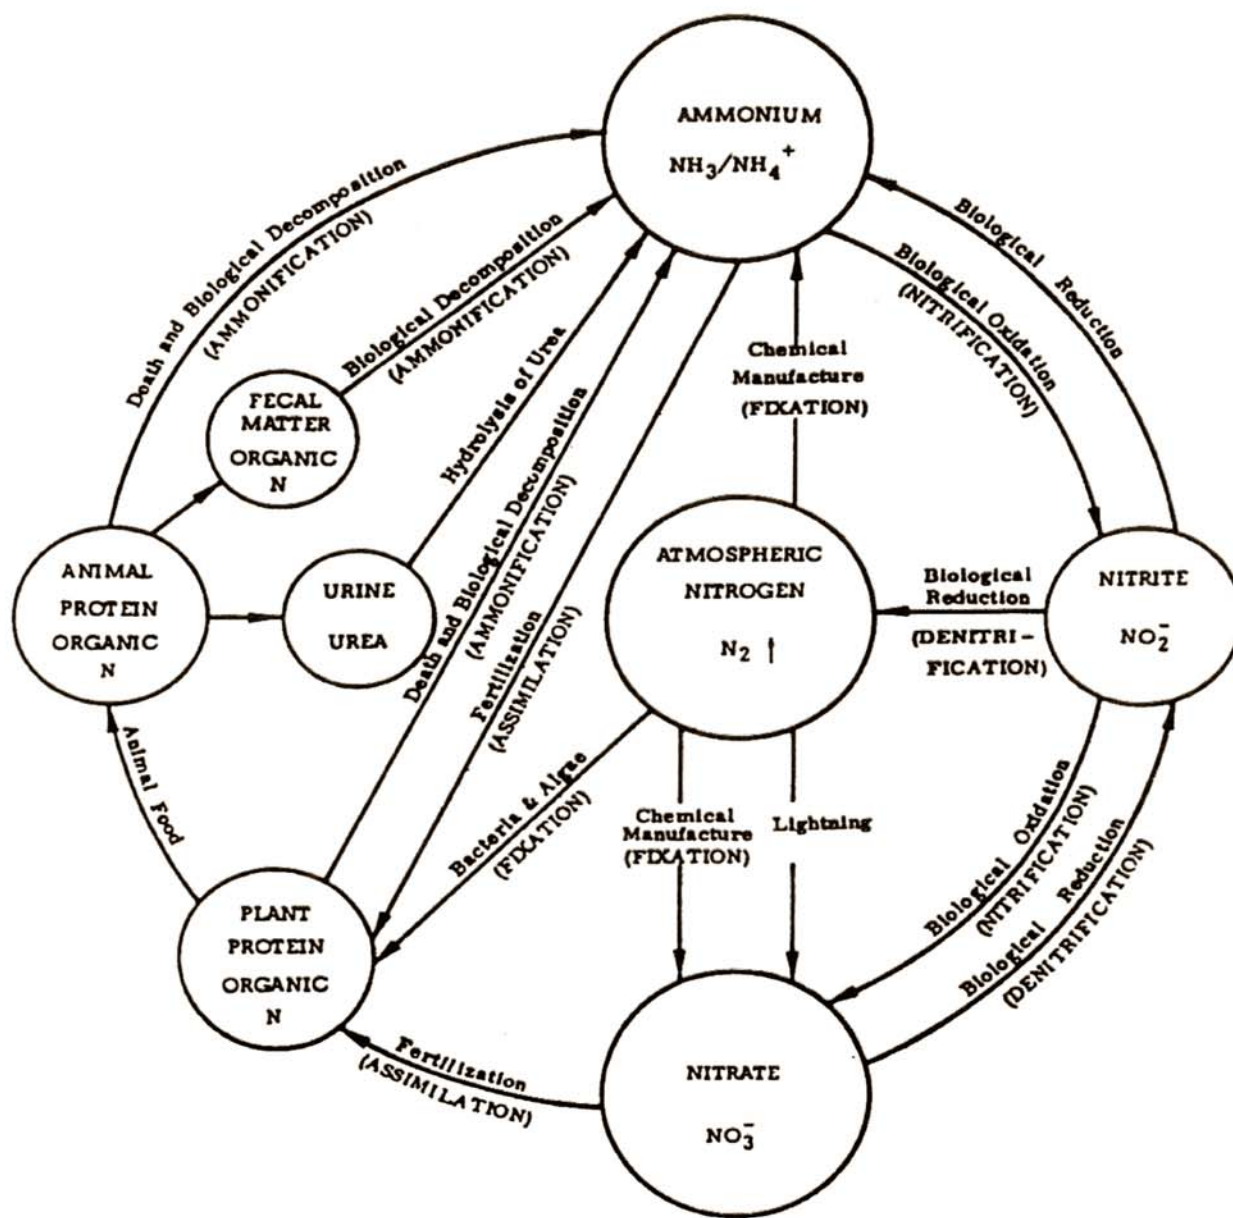 AMMONIUM
NH₃/NH₄⁺
Death and Biological Decomposition
(AMMONIFICATION)
Biological Decomposition
(AMMONIFICATION)
Hydrolysis of Urea
Death and Biological Decomposition
(AMMONIFICATION)
Fertilization
(ASSIMILATION)
Chemical
Manufacture
(FIXATION)
Biological Oxidation
(NITRIFICATION)
Biological Reduction
FECAL
MATTER
ORGANIC
N
ANIMAL
PROTEIN
ORGANIC
N
URINE
UREA
ATMOSPHERIC
NITROGEN
N₂ ↑
Biological
Reduction
(DENITRI-
FICATION)
NITRITE
NO₂⁻
Animal Food
Bacteria & Algae
(FIXATION)
Chemical
Manufacture
(FIXATION)
Lightning
Biological Oxidation
(NITRIFICATION)
Biological Reduction
(DENITRIFICATION)
PLANT
PROTEIN
ORGANIC
N
Fertilization
(ASSIMILATION)
NITRATE
NO₃⁻